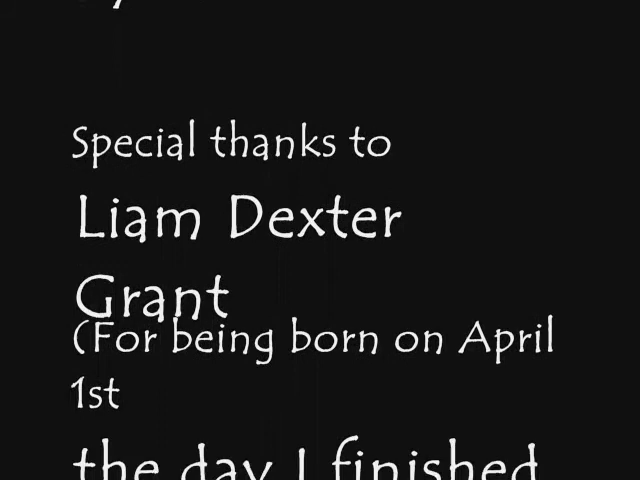 Special thanks to
Liam Dexter
Grant
(For being born on April
1st
the day I finished